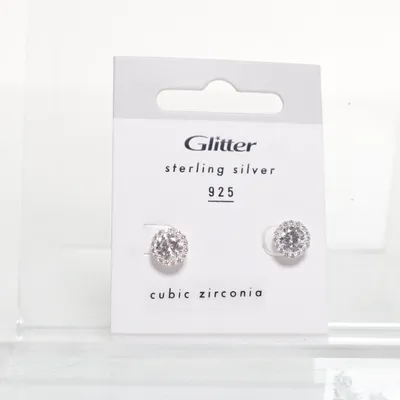 Glitter
sterling silver
925
cubic zirconia